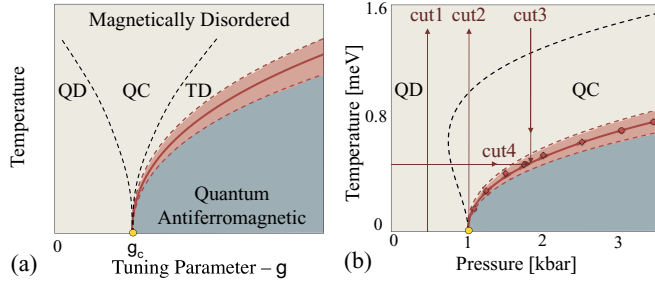 Magnetically Disordered
QD
QC
TD
Quantum
Antiferromagnetic
Temperature
0
g_c
Tuning Parameter – g
(a)
cut1
cut2
cut3
QD
QC
cut4
Temperature [meV]
1.6
0.8
0
0
1
2
3
Pressure [kbar]
(b)